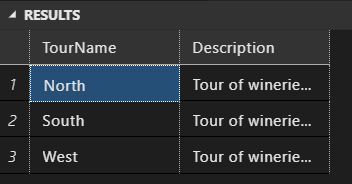 RESULTS
TourName Description
1 North Tour of winerie...
2 South Tour of winerie...
3 West Tour of winerie...